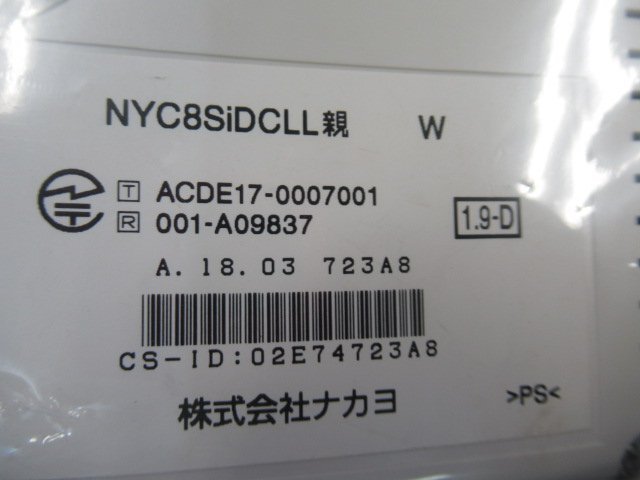 NYC8SiDCLL親 W
T ACDE17-0007001
R 001-A09837 1.9-D
A. 18. 03 723A8
CS-ID:02E74723A8
株式会社ナカヨ >PS<